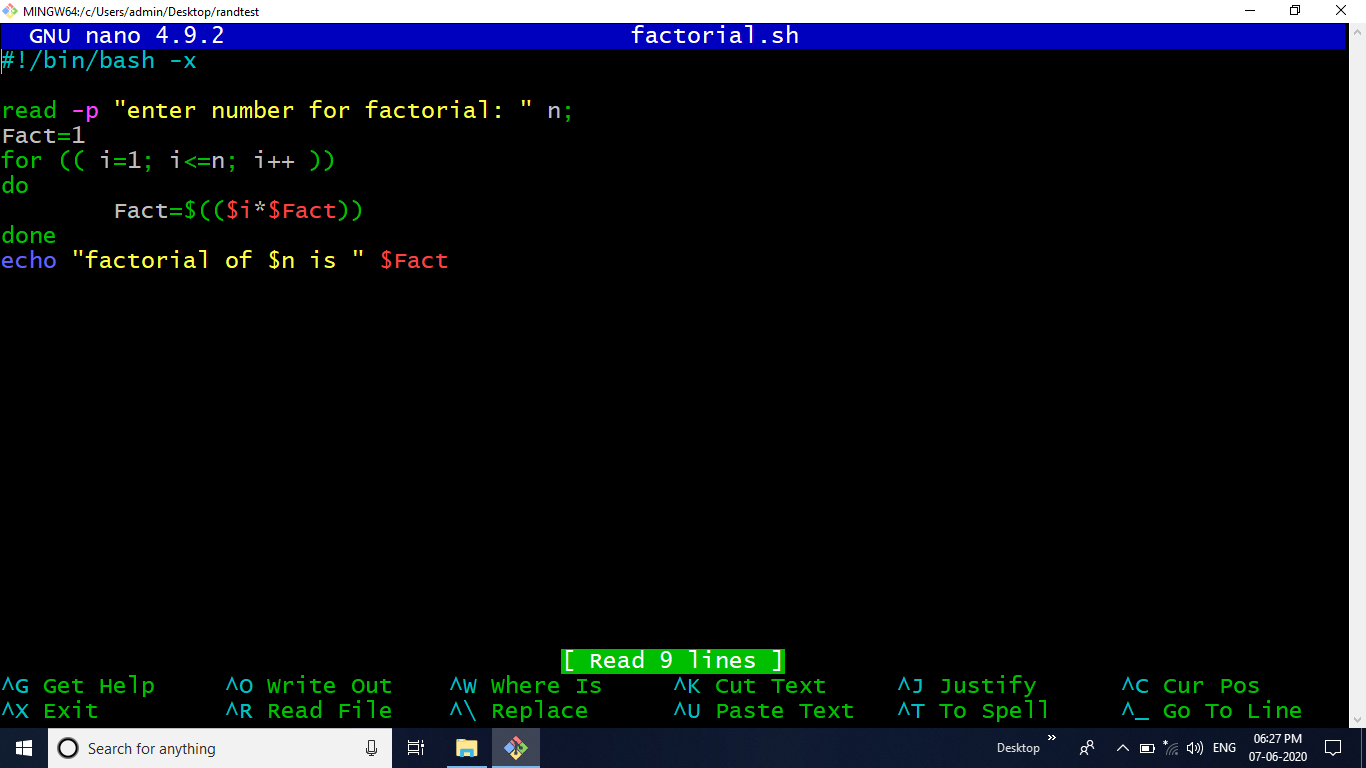 MINGW64:/c/Users/admin/Desktop/randtest
GNU nano 4.9.2 factorial.sh
#!/bin/bash -x
read -p "enter number for factorial: " n;
Fact=1
for (( i=1; i<=n; i++ ))
do
Fact=$(($i*$Fact))
done
echo "factorial of $n is " $Fact
[ Read 9 lines ]
^G Get Help ^O Write Out ^W Where Is ^K Cut Text ^J Justify ^C Cur Pos
^X Exit ^R Read File ^\ Replace ^U Paste Text ^T To Spell ^_ Go To Line
Search for anything Desktop » ENG 06:27 PM
07-06-2020